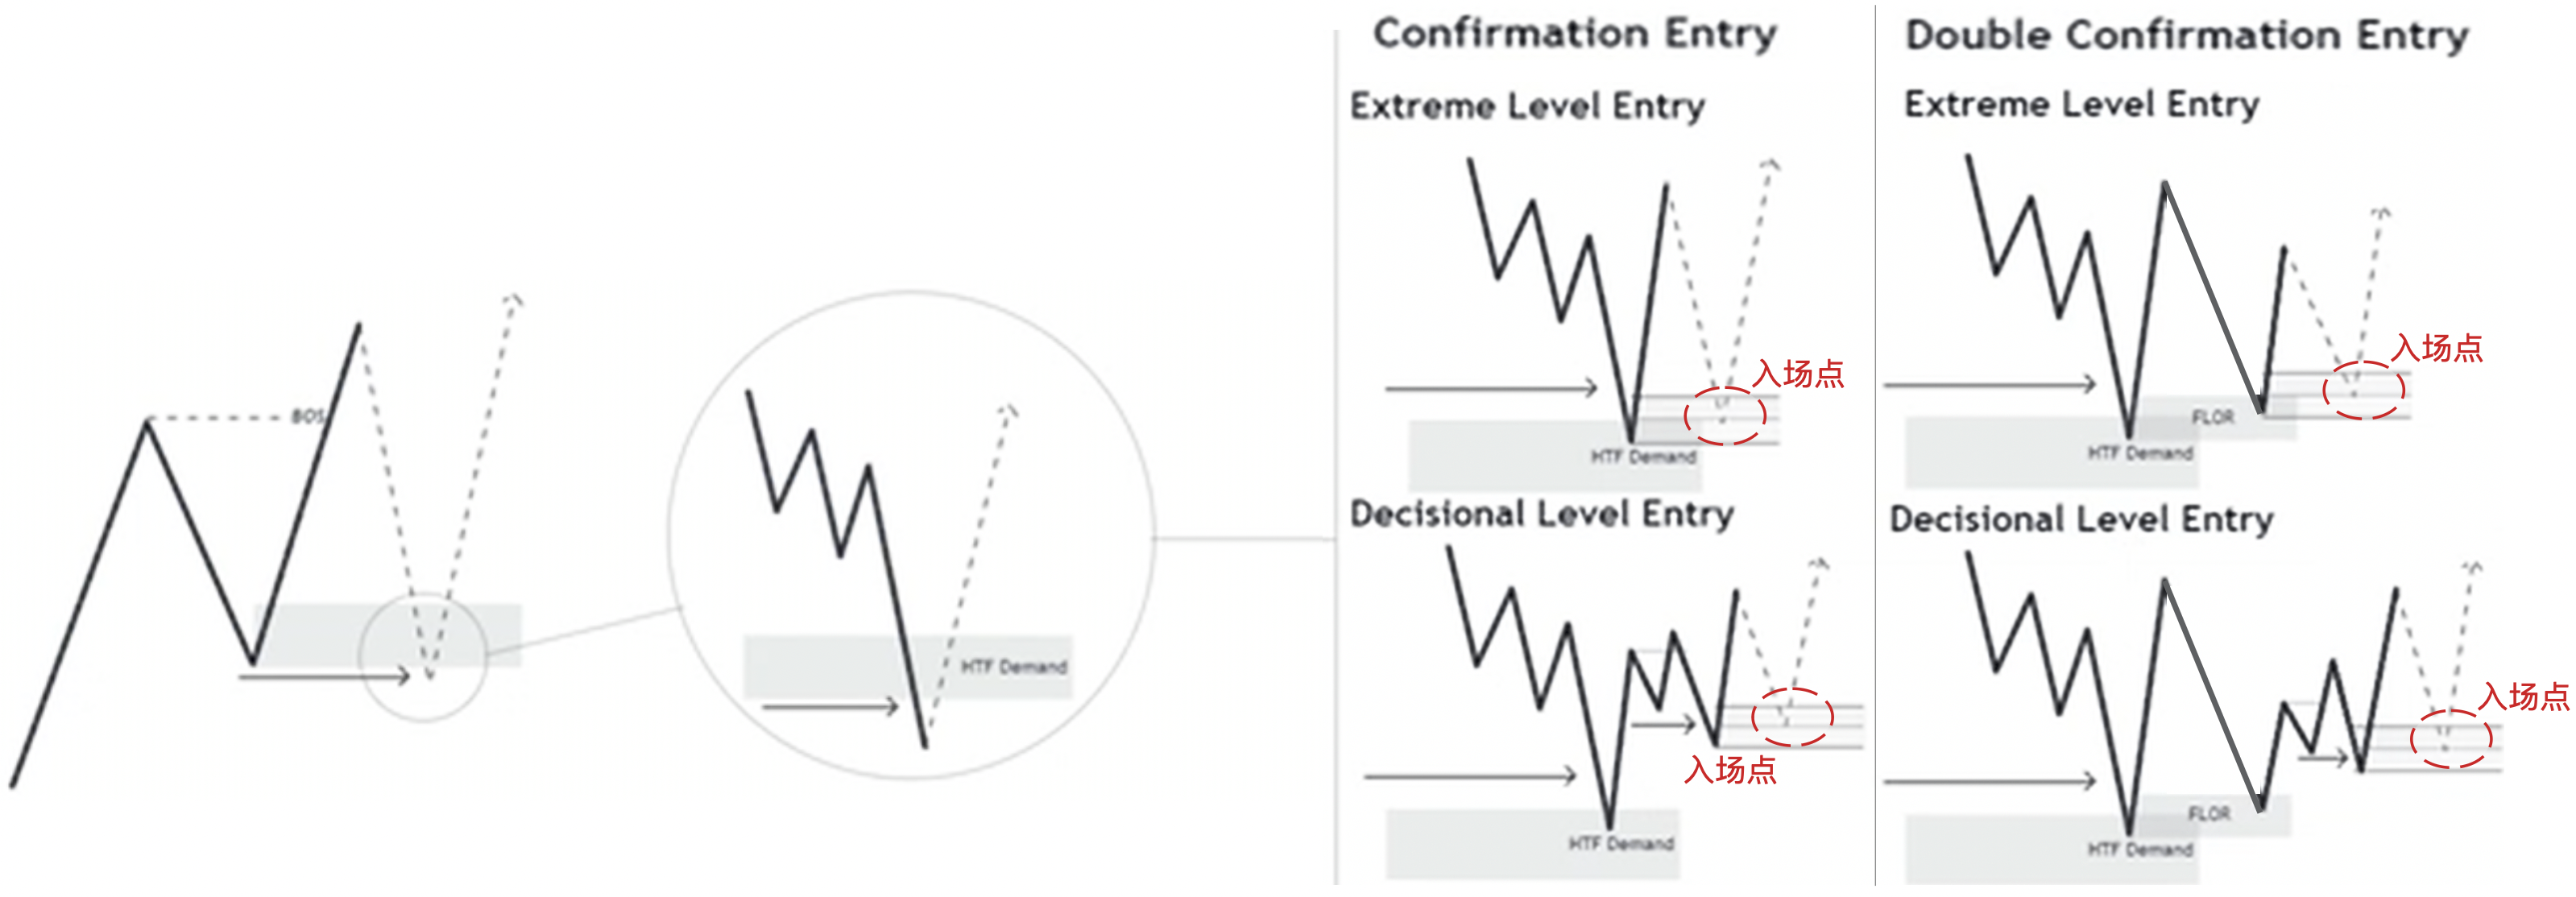 BOS
HTF Demand
Confirmation Entry
Extreme Level Entry
入场点
HTF Demand
Decisional Level Entry
入场点
HTF Demand
Double Confirmation Entry
Extreme Level Entry
入场点
FLOR
HTF Demand
Decisional Level Entry
入场点
FLOR
HTF Demand